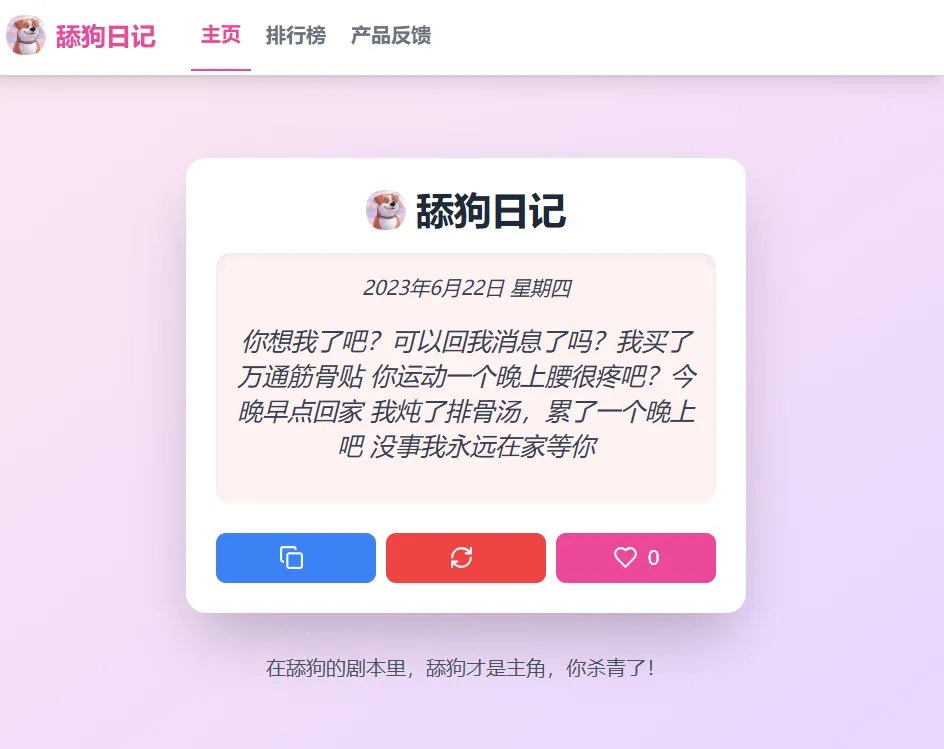 舔狗日记 主页 排行榜 产品反馈
舔狗日记
2023年6月22日 星期四
你想我了吧？可以回我消息了吗？我买了
万通筋骨贴 你运动一个晚上腰很疼吧？今
晚早点回家 我炖了排骨汤，累了一个晚上
吧 没事我永远在家等你
0
在舔狗的剧本里，舔狗才是主角，你杀青了！